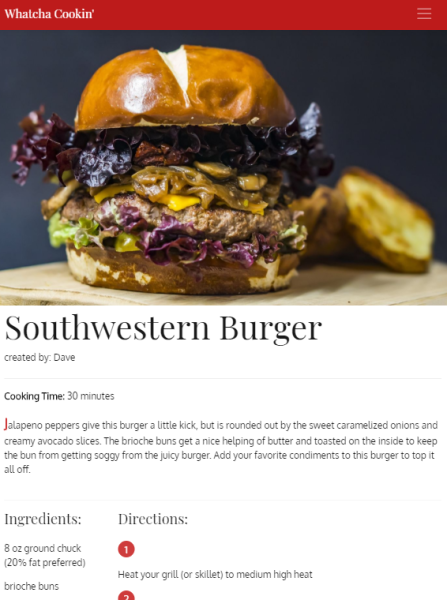 Whatcha Cookin'
Southwestern Burger
created by: Dave
Cooking Time: 30 minutes
Jalapeno peppers give this burger a little kick, but is rounded out by the sweet caramelized onions and
creamy avocado slices. The brioche buns get a nice helping of butter and toasted on the inside to keep
the bun from getting soggy from the juicy burger. Add your favorite condiments to this burger to top it
all off.
Ingredients:
8 oz ground chuck
(20% fat preferred)
brioche buns
Directions:
1
Heat your grill (or skillet) to medium high heat
2